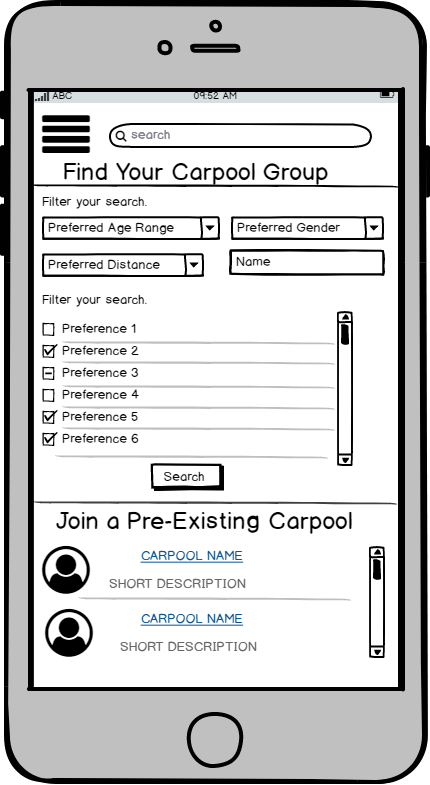 ABC 09:52 AM
search
Find Your Carpool Group
Filter your search.
Preferred Age Range Preferred Gender
Preferred Distance Name
Filter your search.
Preference 1
Preference 2
Preference 3
Preference 4
Preference 5
Preference 6
Search
Join a Pre-Existing Carpool
CARPOOL NAME
SHORT DESCRIPTION
CARPOOL NAME
SHORT DESCRIPTION